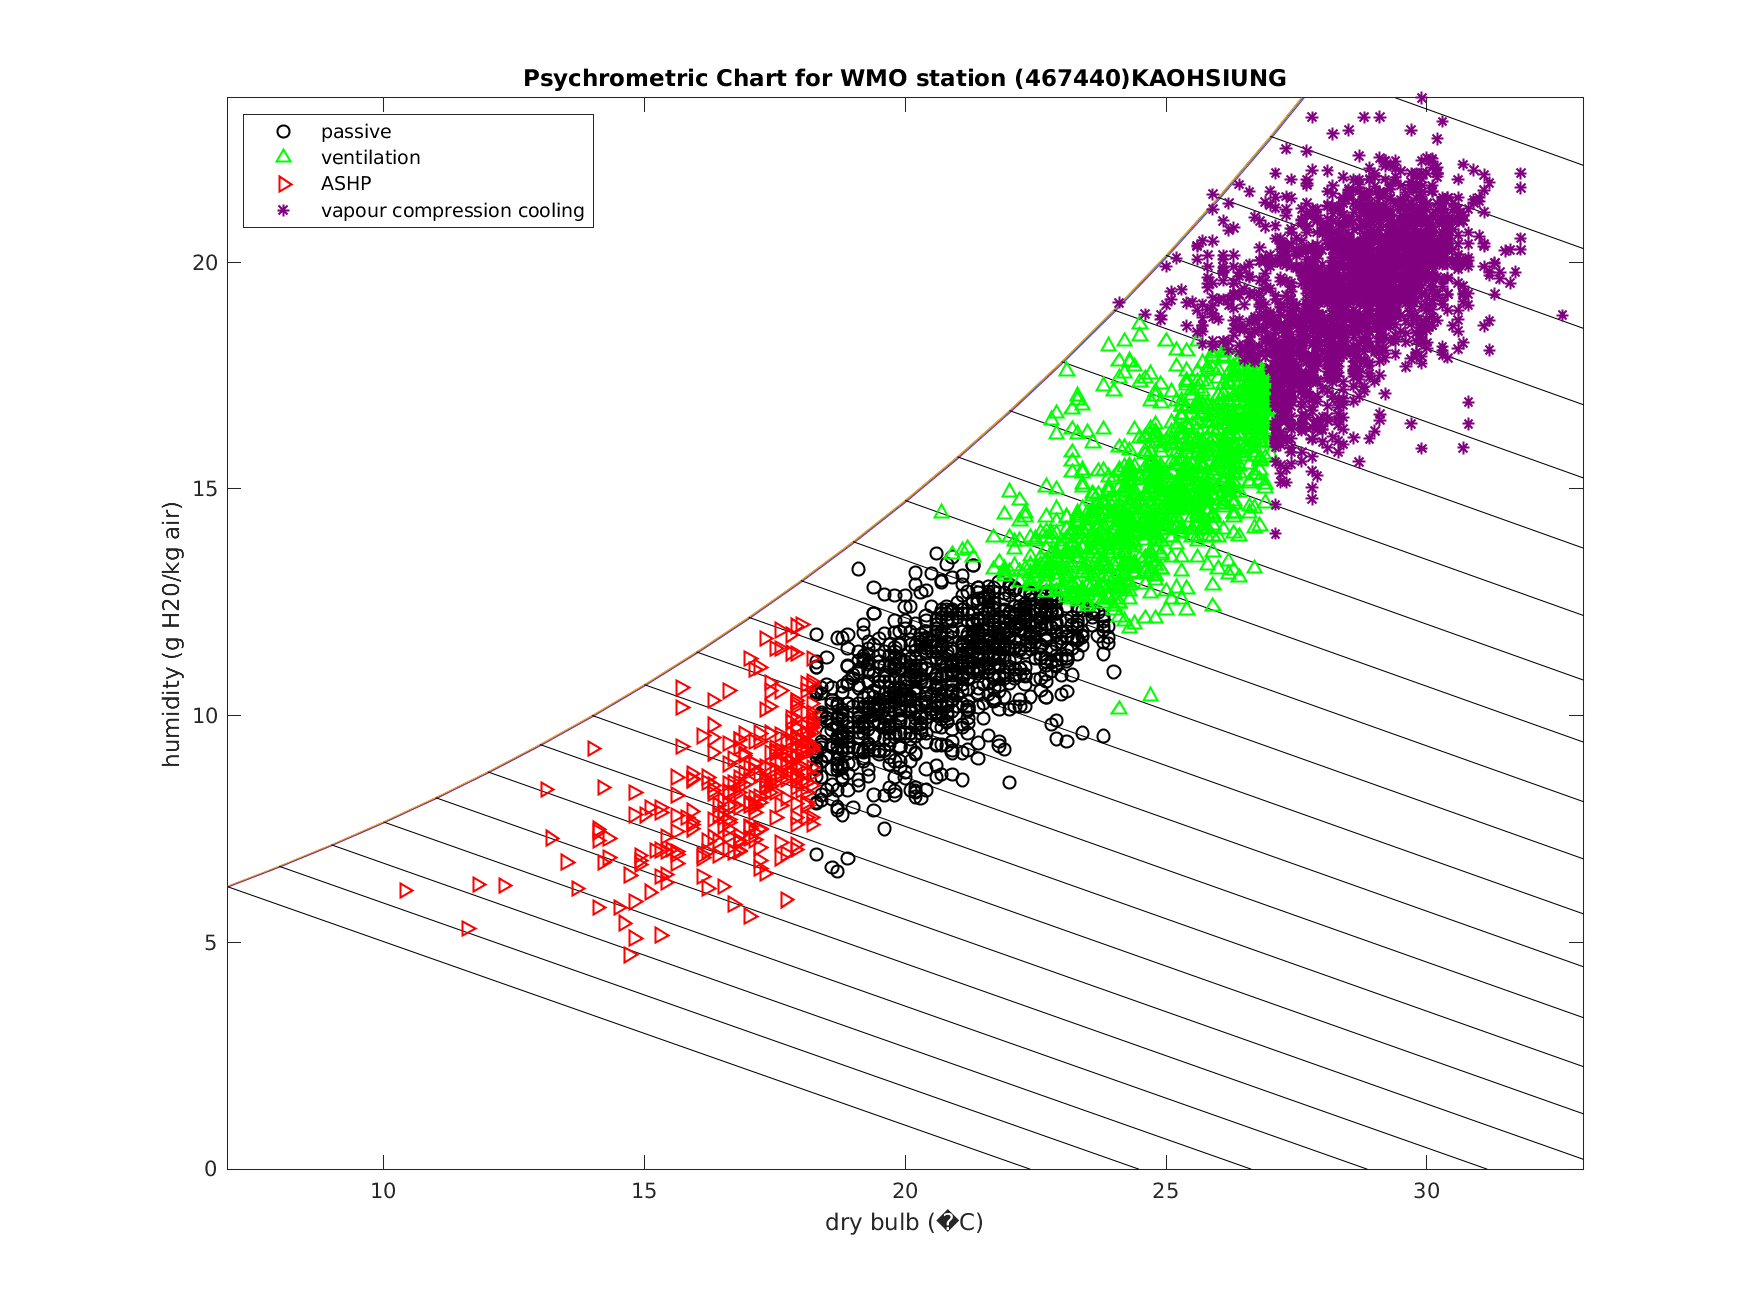 Psychrometric Chart for WMO station (467440)KAOHSIUNG
passive
ventilation
ASHP
vapour compression cooling
humidity (g H20/kg air)
20
15
10
5
0
10
15
20
25
30
dry bulb (�C)